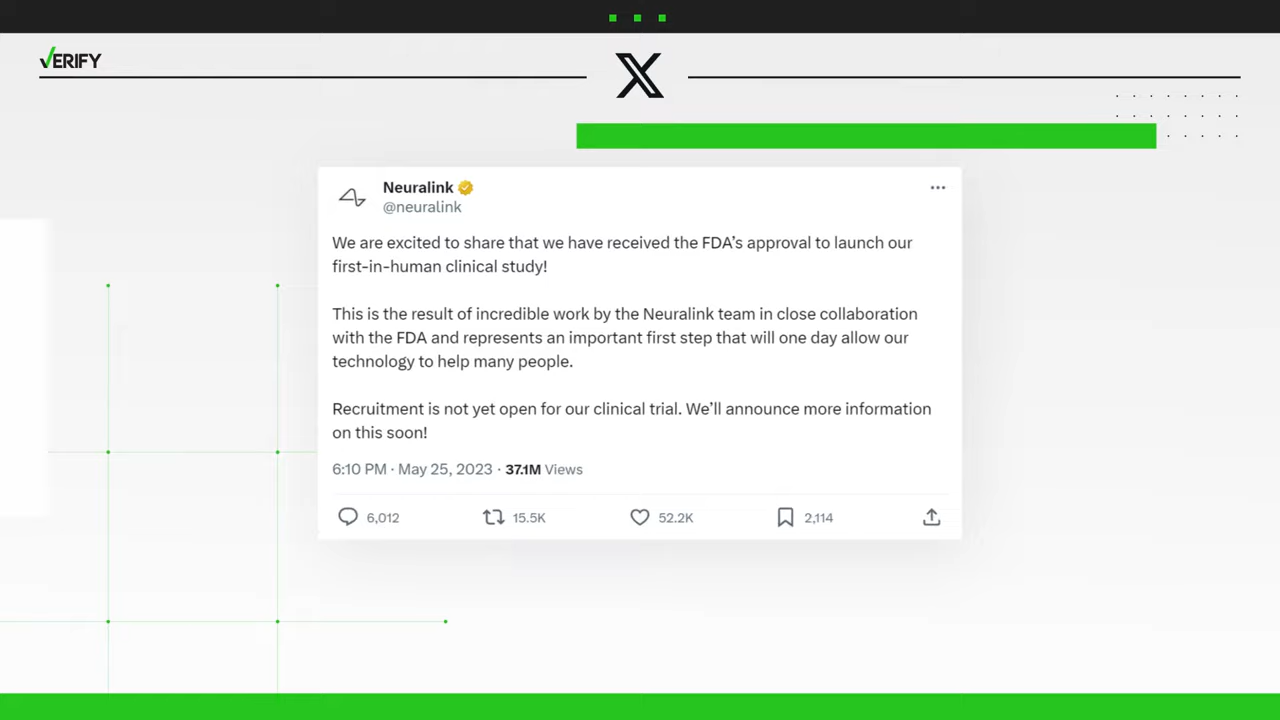 VERIFY
X
Neuralink
@neuralink
We are excited to share that we have received the FDA’s approval to launch our
first-in-human clinical study!
This is the result of incredible work by the Neuralink team in close collaboration
with the FDA and represents an important first step that will one day allow our
technology to help many people.
Recruitment is not yet open for our clinical trial. We’ll announce more information
on this soon!
6:10 PM · May 25, 2023 · 37.1M Views
6,012 15.5K 52.2K 2,114